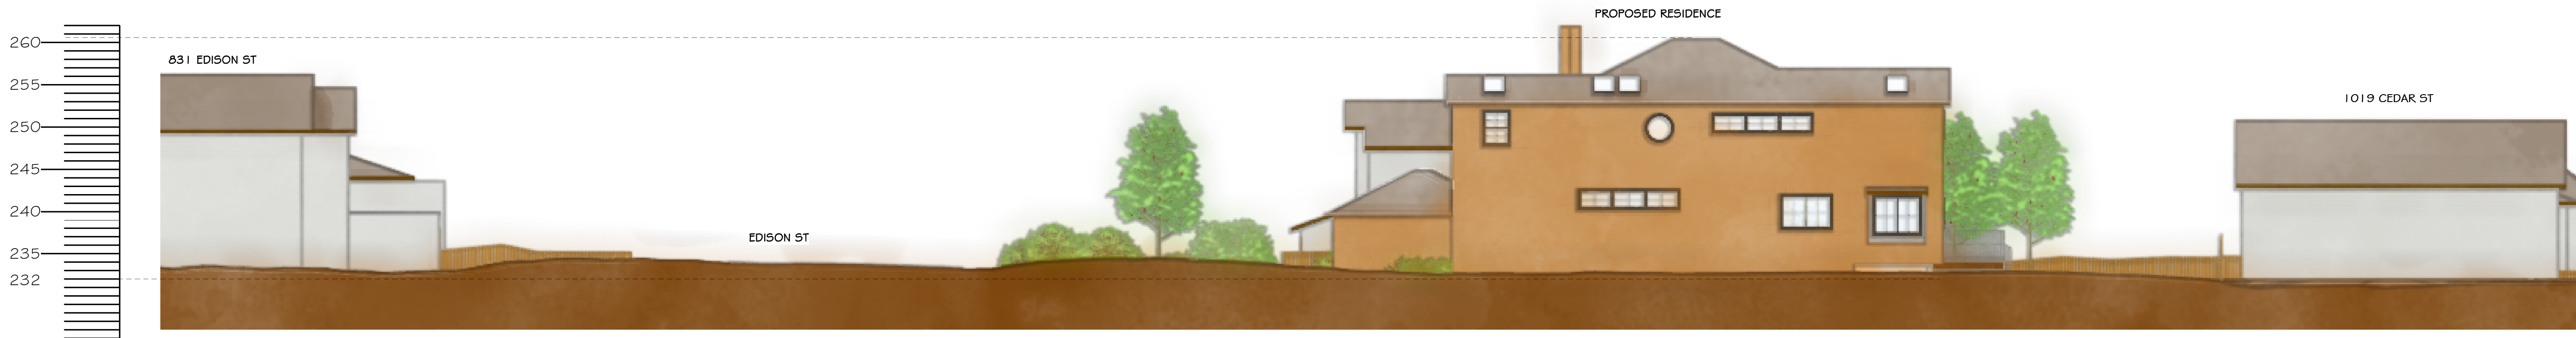 PROPOSED RESIDENCE
260
831 EDISON ST
255
1019 CEDAR ST
250
245
240
EDISON ST
235
232